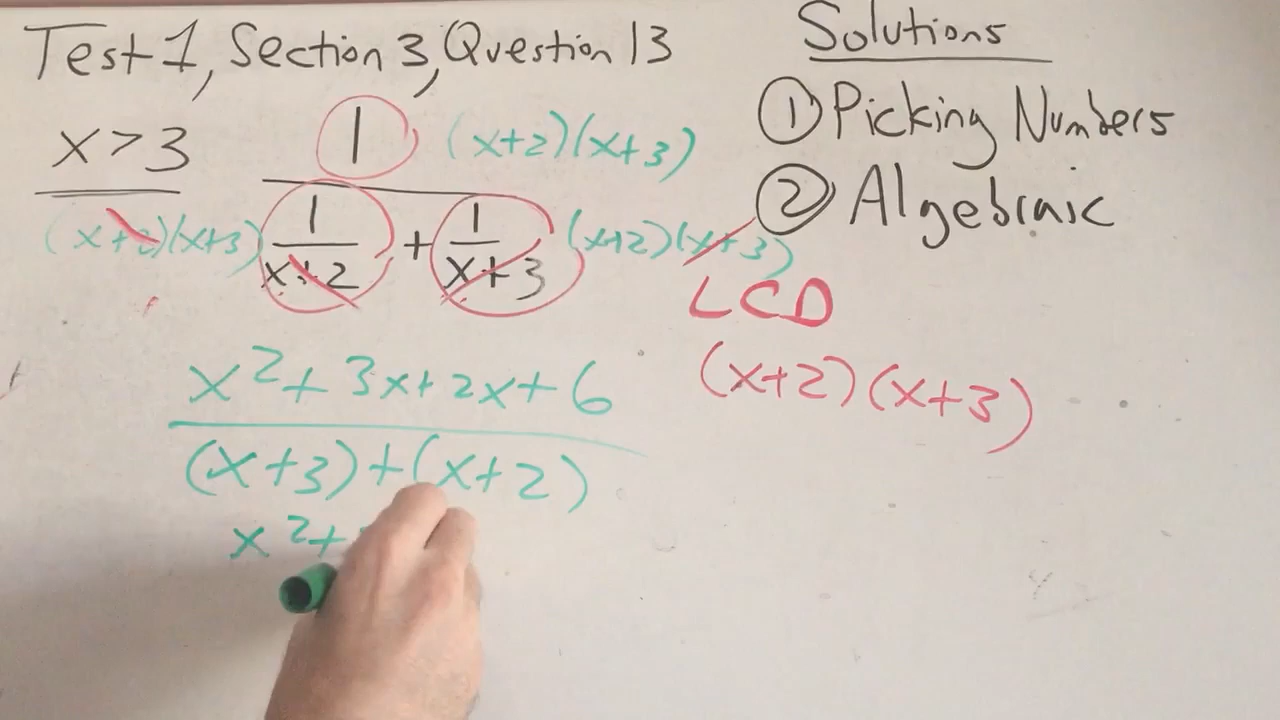 Test 1, Section 3, Question 13
Solutions
① Picking Numbers
② Algebraic
x > 3
1 (x+2)(x+3)
(x+2)(x+3) 1 + 1 (x+2)(x+3)
x+2 x+3
LCD
(x+2)(x+3)
x² + 3x + 2x + 6
(x+3) + (x+2)
x² +